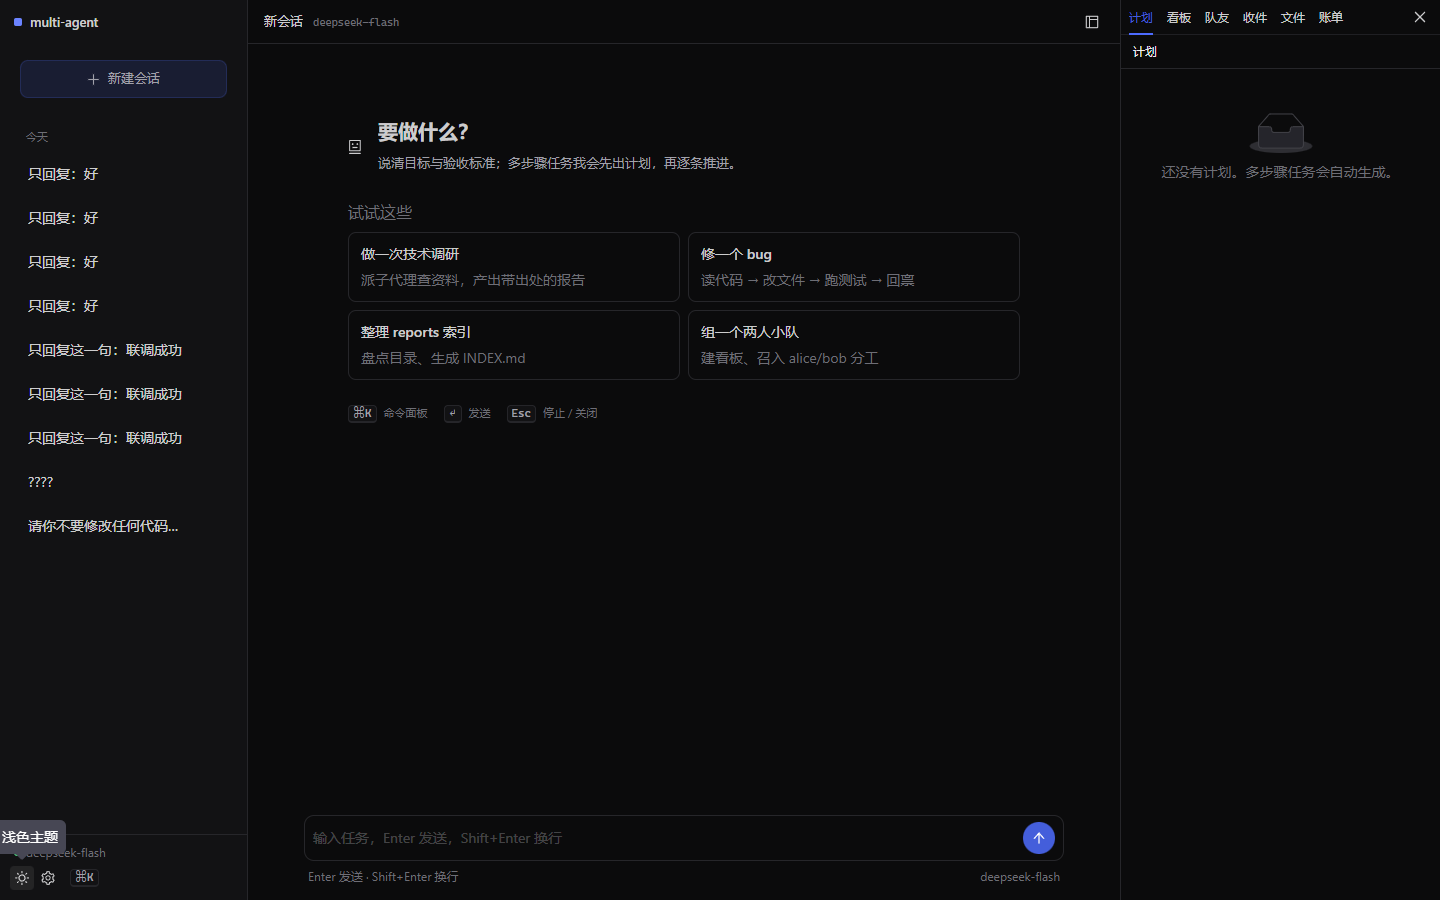 multi-agent
新建会话
今天
只回复：好
只回复：好
只回复：好
只回复：好
只回复这一句：联调成功
只回复这一句：联调成功
只回复这一句：联调成功
????
请你不要修改任何代码...
浅色主题
deepseek-flash
⌘K
新会话 deepseek-flash
要做什么？
说清目标与验收标准；多步骤任务我会先出计划，再逐条推进。
试试这些
做一次技术调研
派子代理查资料，产出带出处的报告
修一个 bug
读代码 → 改文件 → 跑测试 → 回禀
整理 reports 索引
盘点目录、生成 INDEX.md
组一个两人小队
建看板、召入 alice/bob 分工
⌘K 命令面板 ↵ 发送 Esc 停止 / 关闭
输入任务，Enter 发送，Shift+Enter 换行
Enter 发送 · Shift+Enter 换行 deepseek-flash
计划 看板 队友 收件 文件 账单
计划
还没有计划。多步骤任务会自动生成。